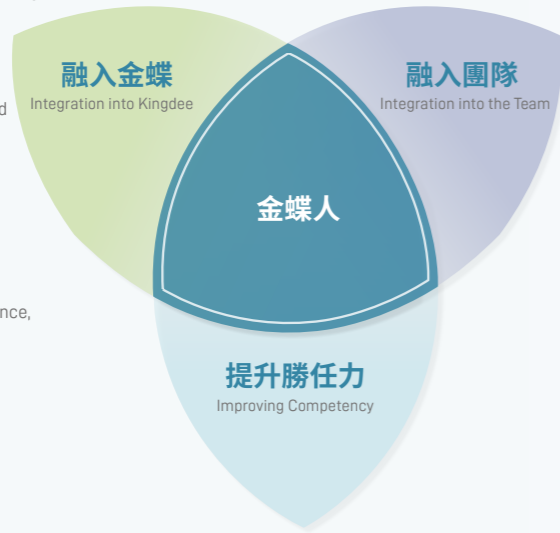 融入金蝶
Integration into Kingdee
融入團隊
Integration into the Team
金蝶人
提升勝任力
Improving Competency